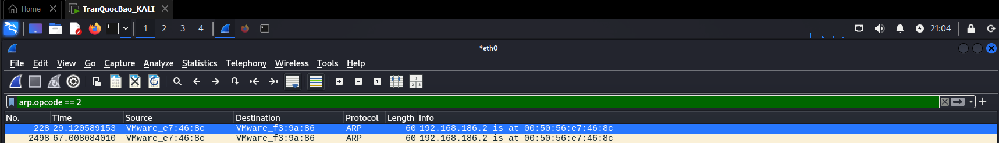 Home TranQuocBao_KALI
1 2 3 4 21:04
*eth0
File Edit View Go Capture Analyze Statistics Telephony Wireless Tools Help
arp.opcode == 2
No. Time Source Destination Protocol Length Info
228 29.120589153 VMware_e7:46:8c VMware_f3:9a:86 ARP 60 192.168.186.2 is at 00:50:56:e7:46:8c
2498 67.008084010 VMware_e7:46:8c VMware_f3:9a:86 ARP 60 192.168.186.2 is at 00:50:56:e7:46:8c